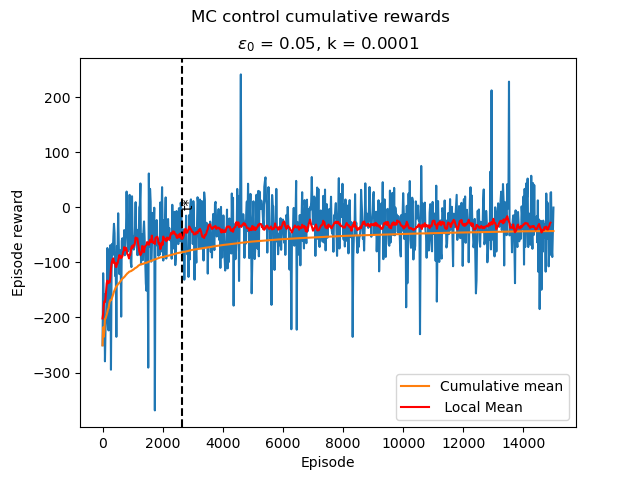 MC control cumulative rewards
ε₀ = 0.05, k = 0.0001
Episode reward
200
100
0
−100
−200
−300
0
2000
4000
6000
8000
10000
12000
14000
Episode
Cumulative mean
Local Mean